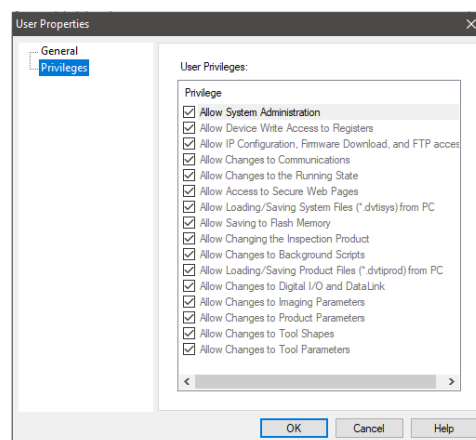 User Properties
General
Privileges
User Privileges:
Privilege
Allow System Administration
Allow Device Write Access to Registers
Allow IP Configuration, Firmware Download, and FTP acces
Allow Changes to Communications
Allow Changes to the Running State
Allow Access to Secure Web Pages
Allow Loading/Saving System Files (*.dvtisys) from PC
Allow Saving to Flash Memory
Allow Changing the Inspection Product
Allow Changes to Background Scripts
Allow Loading/Saving Product Files (*.dvtiprod) from PC
Allow Changes to Digital I/O and DataLink
Allow Changes to Imaging Parameters
Allow Changes to Product Parameters
Allow Changes to Tool Shapes
Allow Changes to Tool Parameters
OK Cancel Help